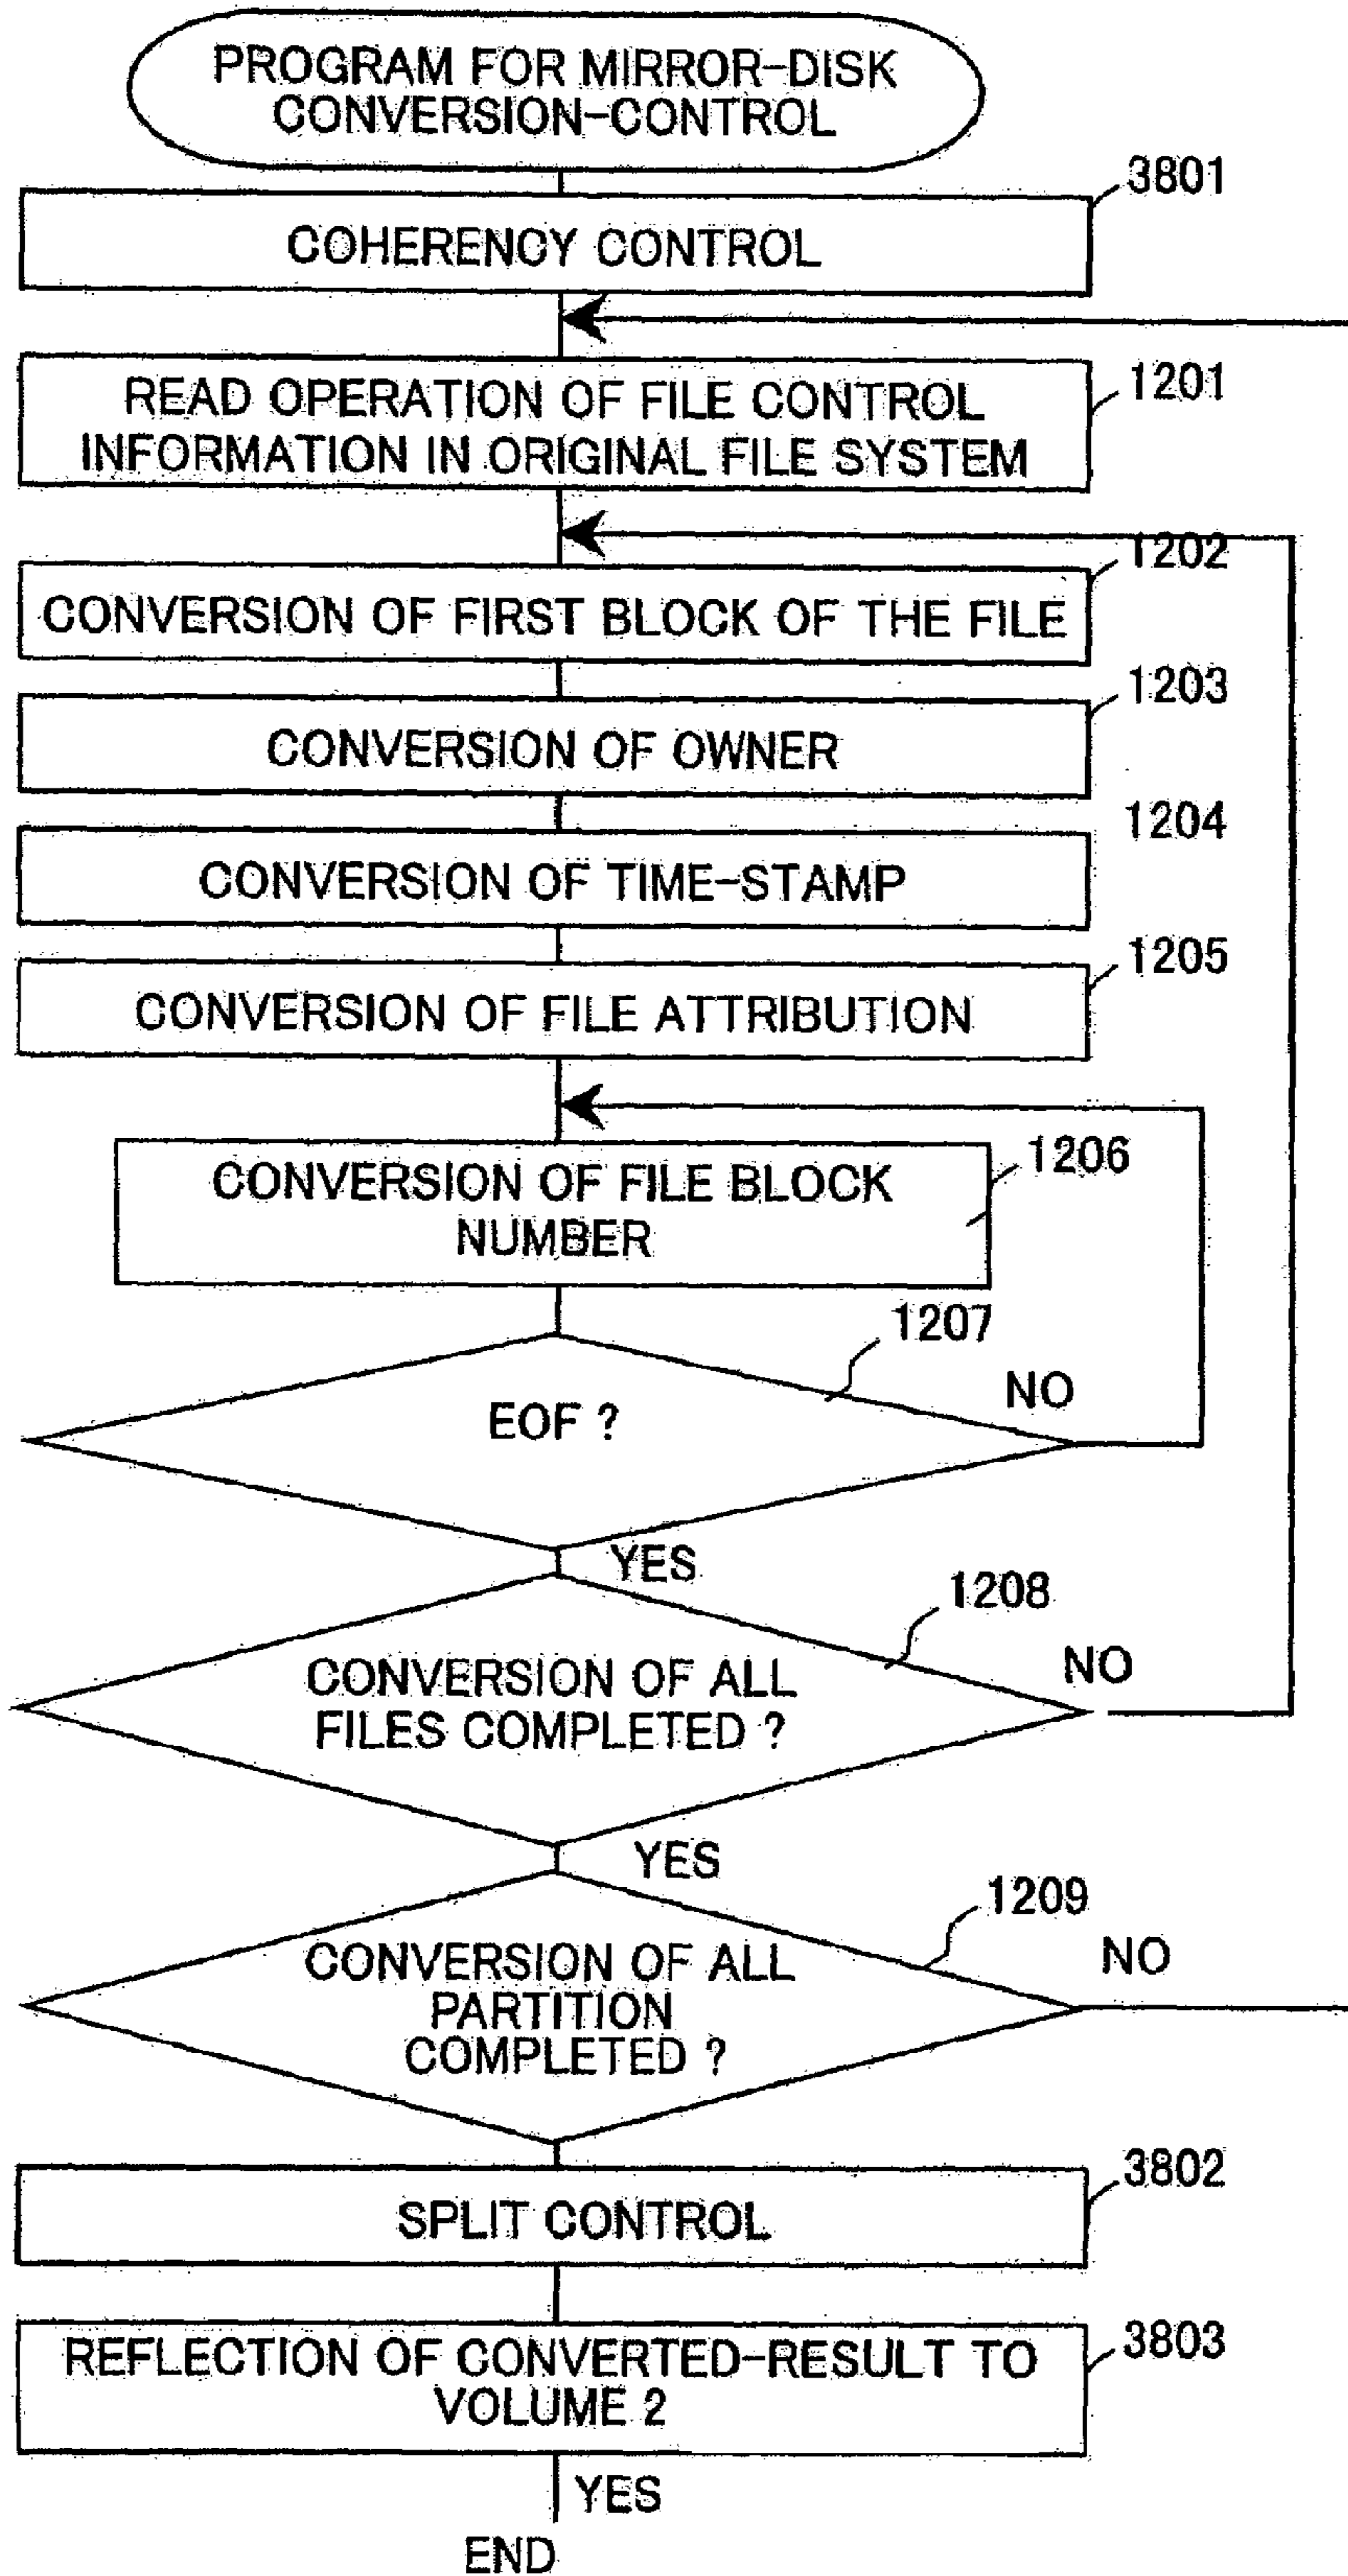 PROGRAM FOR MIRROR-DISK
CONVERSION-CONTROL
3801
COHERENCY CONTROL
1201
READ OPERATION OF FILE CONTROL
INFORMATION IN ORIGINAL FILE SYSTEM
1202
CONVERSION OF FIRST BLOCK OF THE FILE
1203
CONVERSION OF OWNER
1204
CONVERSION OF TIME-STAMP
1205
CONVERSION OF FILE ATTRIBUTION
1206
CONVERSION OF FILE BLOCK
NUMBER
1207
NO
EOF ?
YES
1208
NO
CONVERSION OF ALL
FILES COMPLETED ?
YES
1209
NO
CONVERSION OF ALL
PARTITION
COMPLETED ?
3802
SPLIT CONTROL
3803
REFLECTION OF CONVERTED-RESULT TO
VOLUME 2
YES
END